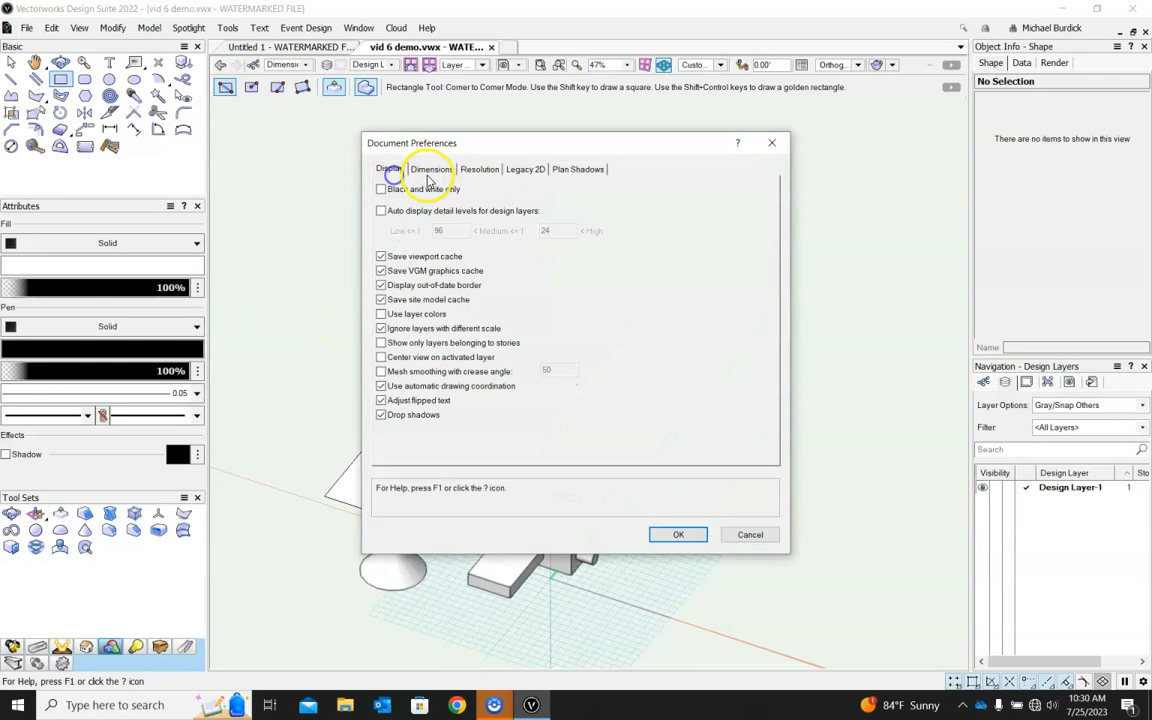 Vectorworks Design Suite 2022 - [vid 6 demo.vwx - WATERMARKED FILE]
File Edit View Modify Model Spotlight Tools Text Event Design Window Cloud Help
Michael Burdick
Basic
Untitled 1 - WATERMARKED F...
vid 6 demo.vwx - WATE...
Object Info - Shape
Dimensi
Design L
Layer ...
47%
Custo...
0.00°
Orthog...
Shape Data Render
Rectangle Tool: Corner to Corner Mode. Use the Shift key to draw a square. Use the Shift+Control keys to draw a golden rectangle.
No Selection
There are no items to show in this view
Document Preferences
?
Display Dimensions Resolution Legacy 2D Plan Shadows
Black and white only
Auto display detail levels for design layers:
Low <= 1: 96 < Medium <= 1: 24 < High
Save viewport cache
Save VGM graphics cache
Display out-of-date border
Save site model cache
Use layer colors
Ignore layers with different scale
Show only layers belonging to stories
Center view on activated layer
Mesh smoothing with crease angle: 50
Use automatic drawing coordination
Adjust flipped text
Drop shadows
For Help, press F1 or click the ? icon.
OK Cancel
Attributes
Fill
Solid
100%
Pen
Solid
100%
0.05
Effects
Shadow
Tool Sets
Name:
Navigation - Design Layers
Layer Options: Gray/Snap Others
Filter: <All Layers>
Search
Visibility Design Layer # Sto
Design Layer-1 1
For Help, press F1 or click the ? icon
Type here to search
84°F Sunny
10:30 AM
7/25/2023